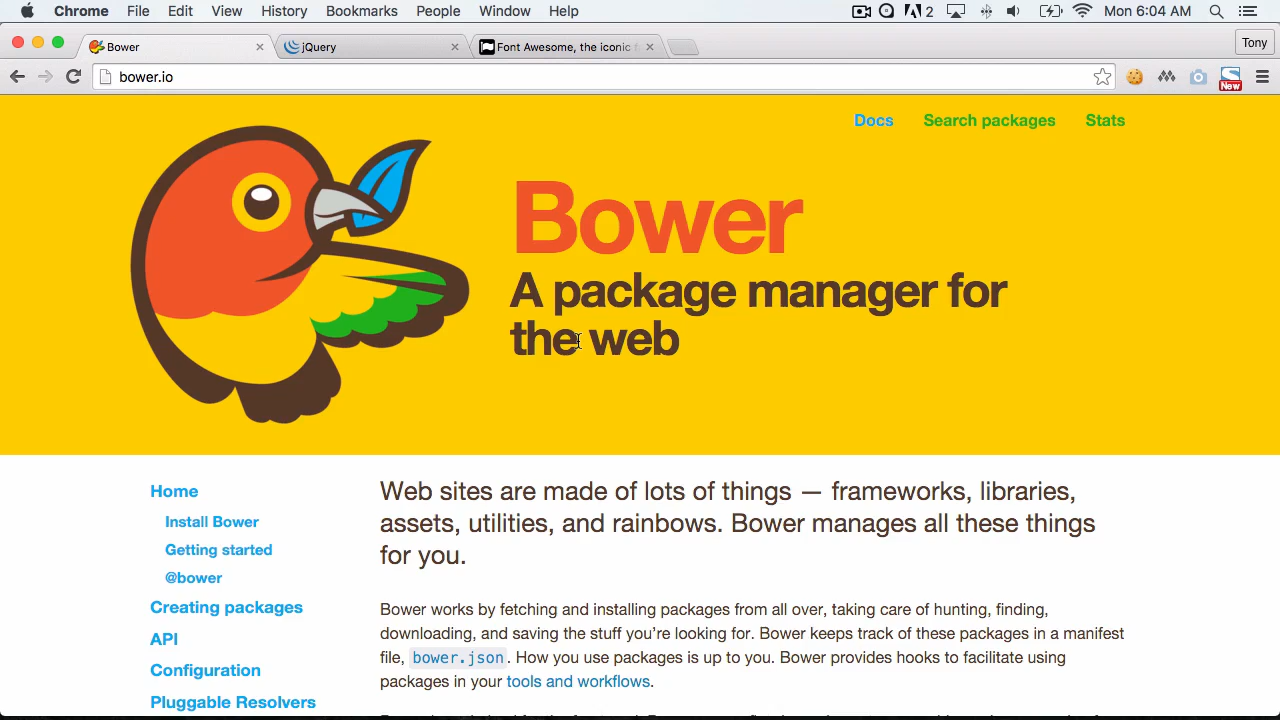 Chrome File Edit View History Bookmarks People Window Help 2 Mon 6:04 AM
Bower jQuery Font Awesome, the iconic f Tony
bower.io New
Docs Search packages Stats
Bower
A package manager for
the web
Home
Install Bower
Getting started
@bower
Creating packages
API
Configuration
Pluggable Resolvers
Web sites are made of lots of things — frameworks, libraries,
assets, utilities, and rainbows. Bower manages all these things
for you.
Bower works by fetching and installing packages from all over, taking care of hunting, finding,
downloading, and saving the stuff you're looking for. Bower keeps track of these packages in a manifest
file, bower.json. How you use packages is up to you. Bower provides hooks to facilitate using
packages in your tools and workflows.